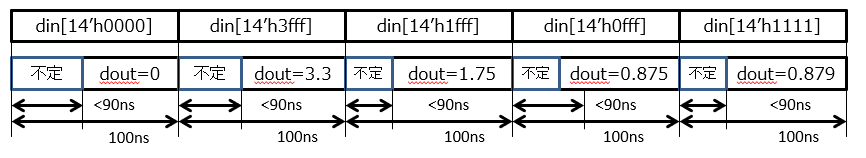 din[14’h0000] din[14’h3fff] din[14’h1fff] din[14’h0fff] din[14’h1111]
不定 dout=0 不定 dout=3.3 不定 dout=1.75 不定 dout=0.875 不定 dout=0.879
<90ns <90ns <90ns <90ns <90ns
100ns 100ns 100ns 100ns 100ns